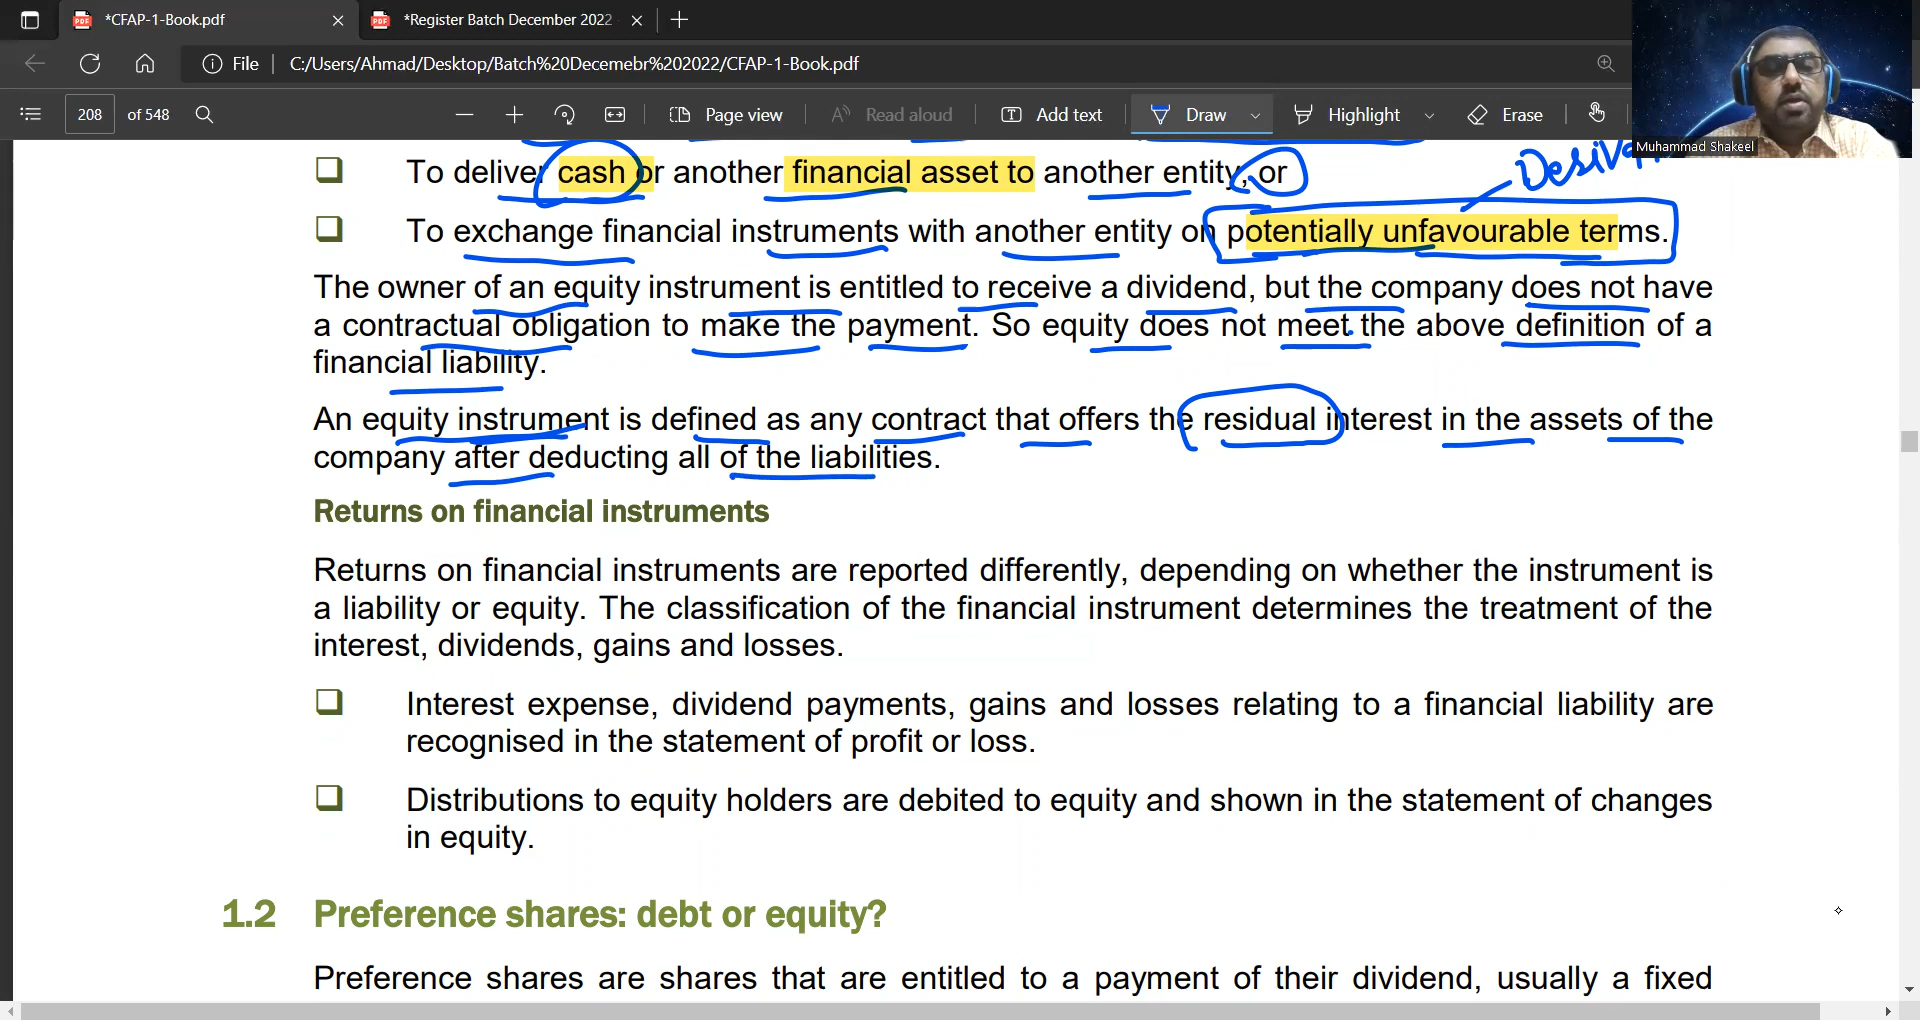 *CFAP-1-Book.pdf
*Register Batch December 2022
File C:/Users/Ahmad/Desktop/Batch%20Decemebr%202022/CFAP-1-Book.pdf
208 of 548 Page view Read aloud Add text Draw Highlight Erase
Muhammad Shakeel
❑ To deliver cash or another financial asset to another entity, or
❑ To exchange financial instruments with another entity on potentially unfavourable terms.
The owner of an equity instrument is entitled to receive a dividend, but the company does not have
a contractual obligation to make the payment. So equity does not meet the above definition of a
financial liability.
An equity instrument is defined as any contract that offers the residual interest in the assets of the
company after deducting all of the liabilities.
Returns on financial instruments
Returns on financial instruments are reported differently, depending on whether the instrument is
a liability or equity. The classification of the financial instrument determines the treatment of the
interest, dividends, gains and losses.
❑ Interest expense, dividend payments, gains and losses relating to a financial liability are
recognised in the statement of profit or loss.
❑ Distributions to equity holders are debited to equity and shown in the statement of changes
in equity.
1.2 Preference shares: debt or equity?
Preference shares are shares that are entitled to a payment of their dividend, usually a fixed